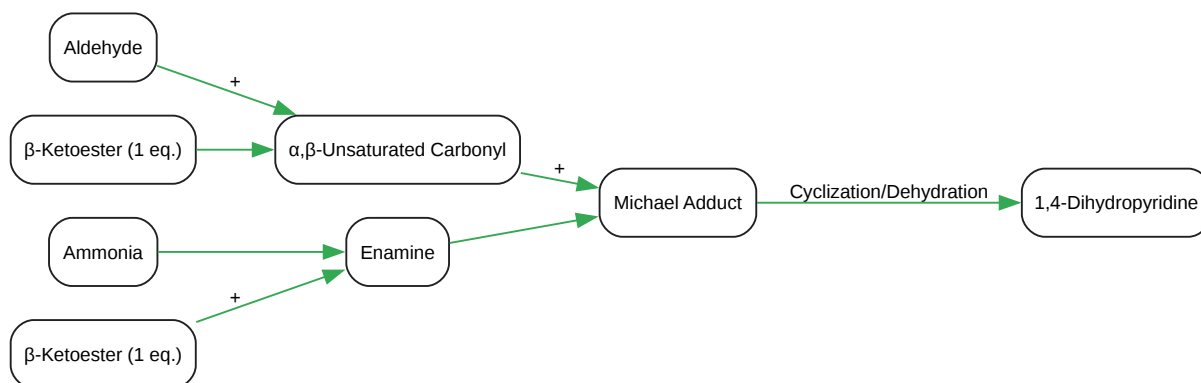 Aldehyde
+
β-Ketoester (1 eq.)
α,β-Unsaturated Carbonyl
+
Michael Adduct
Cyclization/Dehydration
1,4-Dihydropyridine
Ammonia
Enamine
+
β-Ketoester (1 eq.)